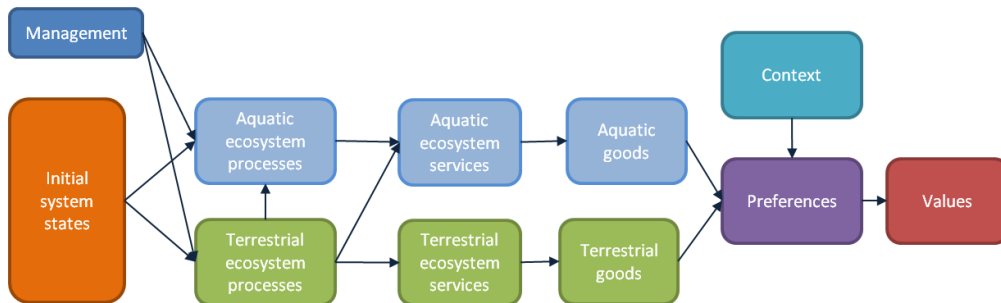 Management
Initial
system
states
Aquatic
ecosystem
processes
Terrestrial
ecosystem
processes
Aquatic
ecosystem
services
Terrestrial
ecosystem
services
Aquatic
goods
Terrestrial
goods
Context
Preferences
Values